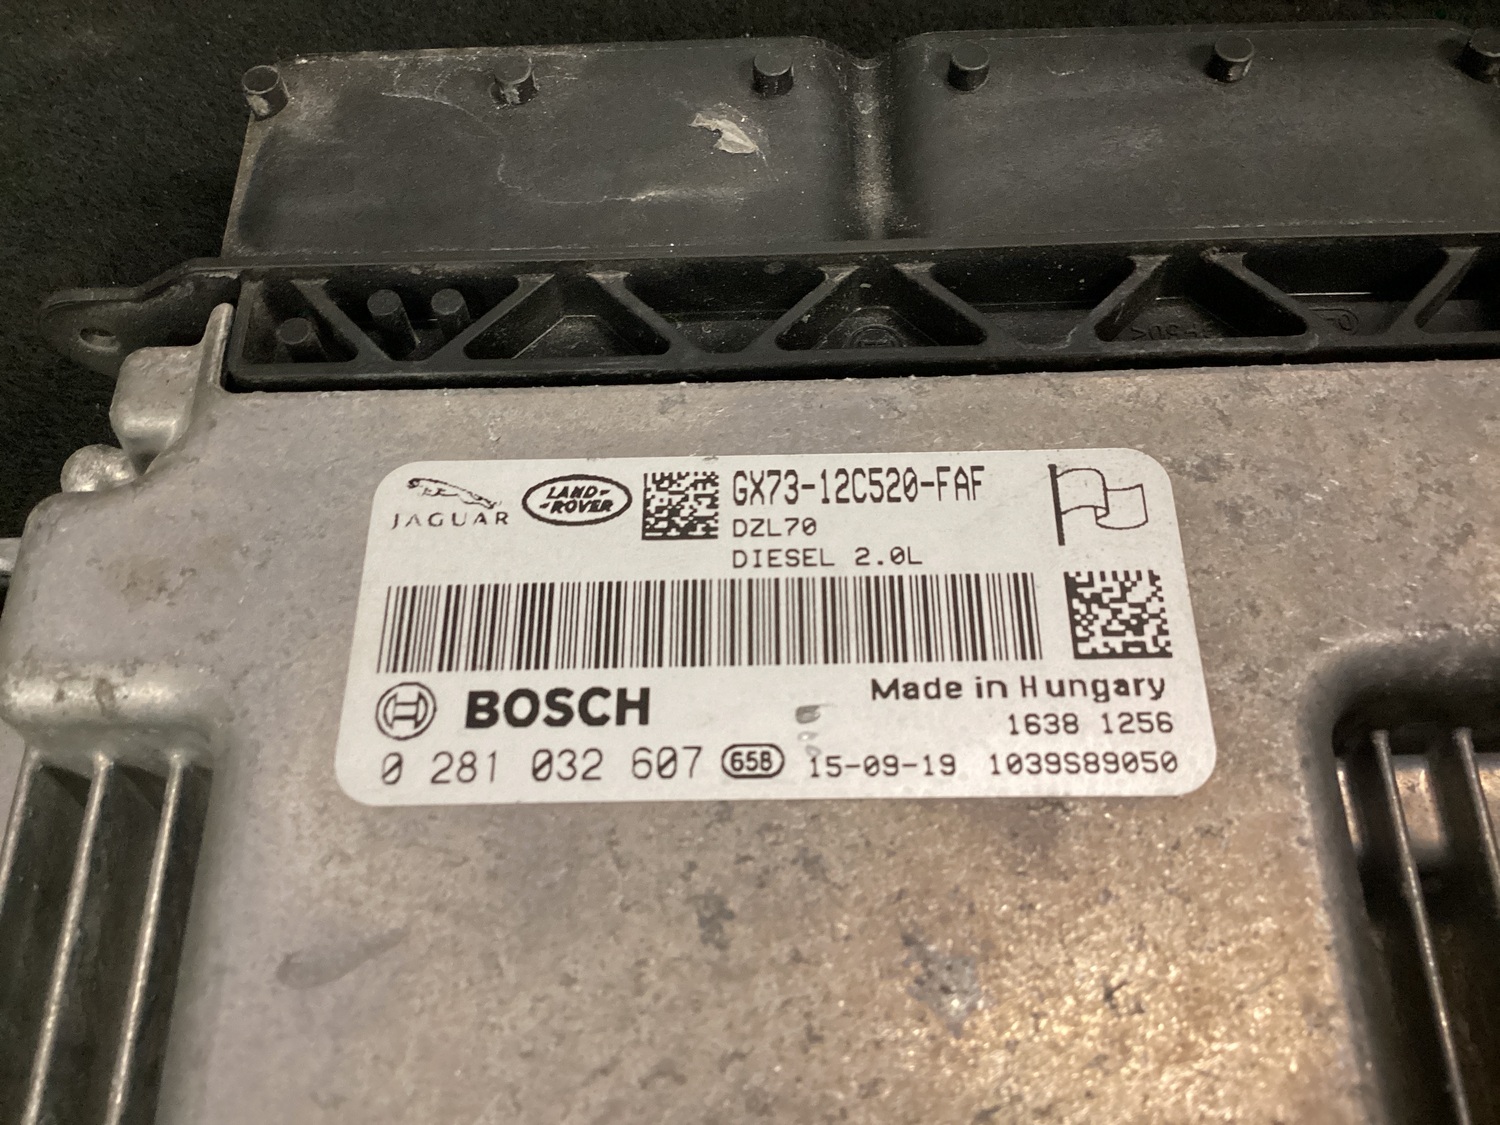 JAGUAR
LAND-
-ROVER
GX73-12C520-FAF
DZL70
DIESEL 2.0L
BOSCH
Made in Hungary
1638 1256
0 281 032 607 658 15-09-19 1039S89050